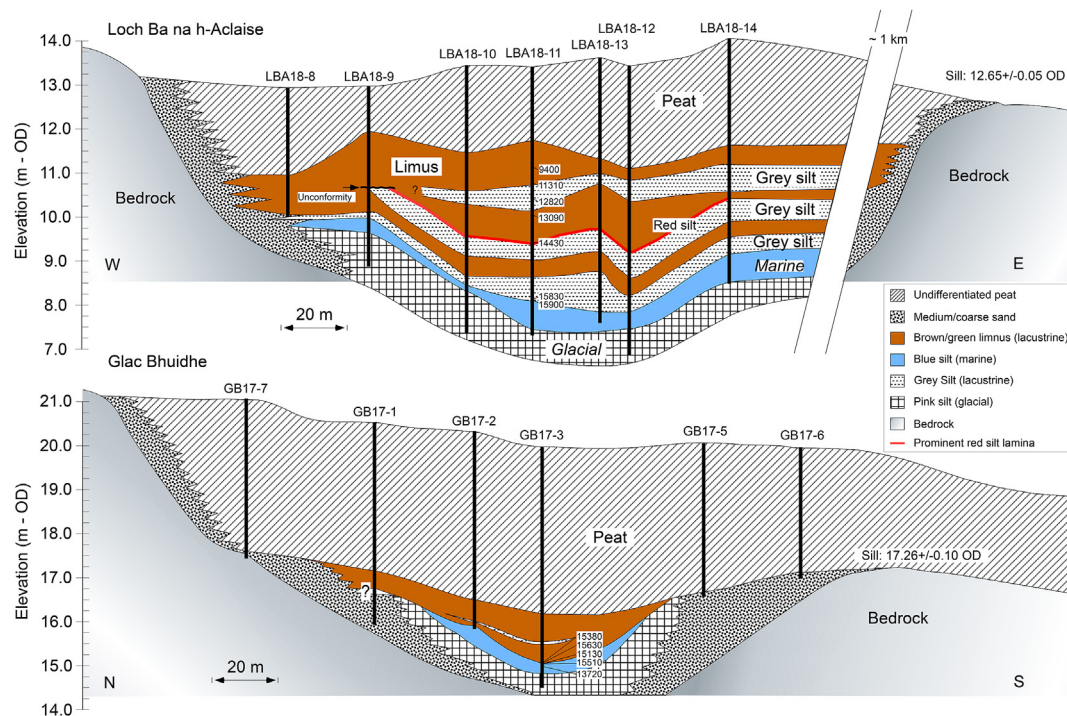 Loch Ba na h-Aclaise
LBA18-8
LBA18-9
LBA18-10
LBA18-11
LBA18-13
LBA18-12
LBA18-14
~ 1 km
Sill: 12.65+/-0.05 OD
Elevation (m - OD)
14.0
13.0
12.0
11.0
10.0
9.0
8.0
7.0
Peat
Limus
Bedrock
Unconformity
?
9400
11310
12820
13090
14430
15830
15900
Red silt
Grey silt
Grey silt
Grey silt
Marine
Glacial
Bedrock
W
E
20 m
Undifferentiated peat
Medium/coarse sand
Brown/green limnus (lacustrine)
Blue silt (marine)
Grey Silt (lacustrine)
Pink silt (glacial)
Bedrock
Prominent red silt lamina
Glac Bhuidhe
GB17-7
GB17-1
GB17-2
GB17-3
GB17-5
GB17-6
Elevation (m - OD)
21.0
20.0
19.0
18.0
17.0
16.0
15.0
14.0
Peat
Sill: 17.26+/-0.10 OD
?
15380
15630
15130
15510
13720
Bedrock
20 m
N
S